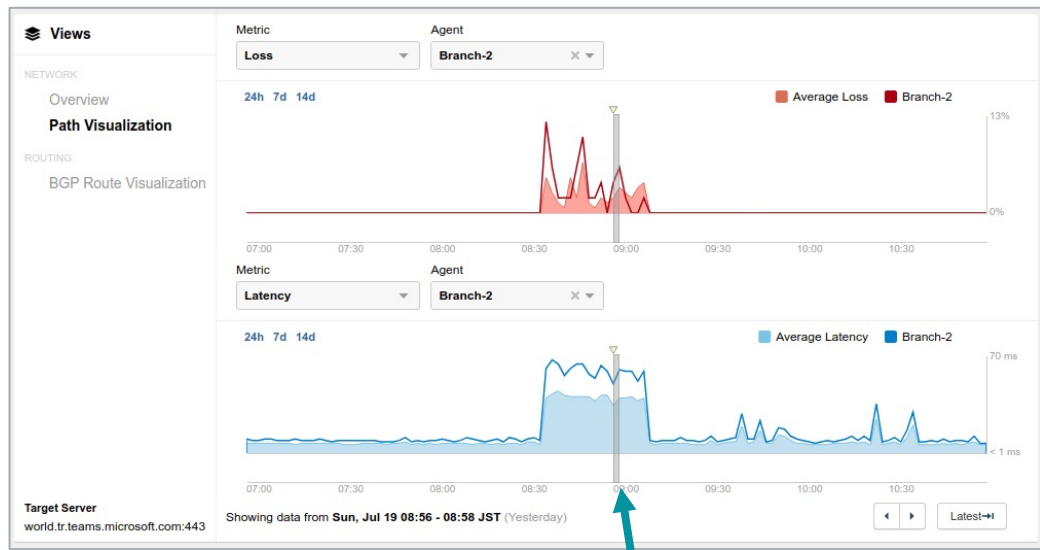 Views
NETWORK
Overview
Path Visualization
ROUTING
BGP Route Visualization
Target Server
world.tr.teams.microsoft.com:443
Metric Agent
Loss Branch-2
24h 7d 14d Average Loss Branch-2
13%
0%
07:00 07:30 08:00 08:30 09:00 09:30 10:00 10:30
Metric Agent
Latency Branch-2
24h 7d 14d Average Latency Branch-2
70 ms
< 1 ms
07:00 07:30 08:00 08:30 09:00 09:30 10:00 10:30
Showing data from Sun, Jul 19 08:56 - 08:58 JST (Yesterday) Latest